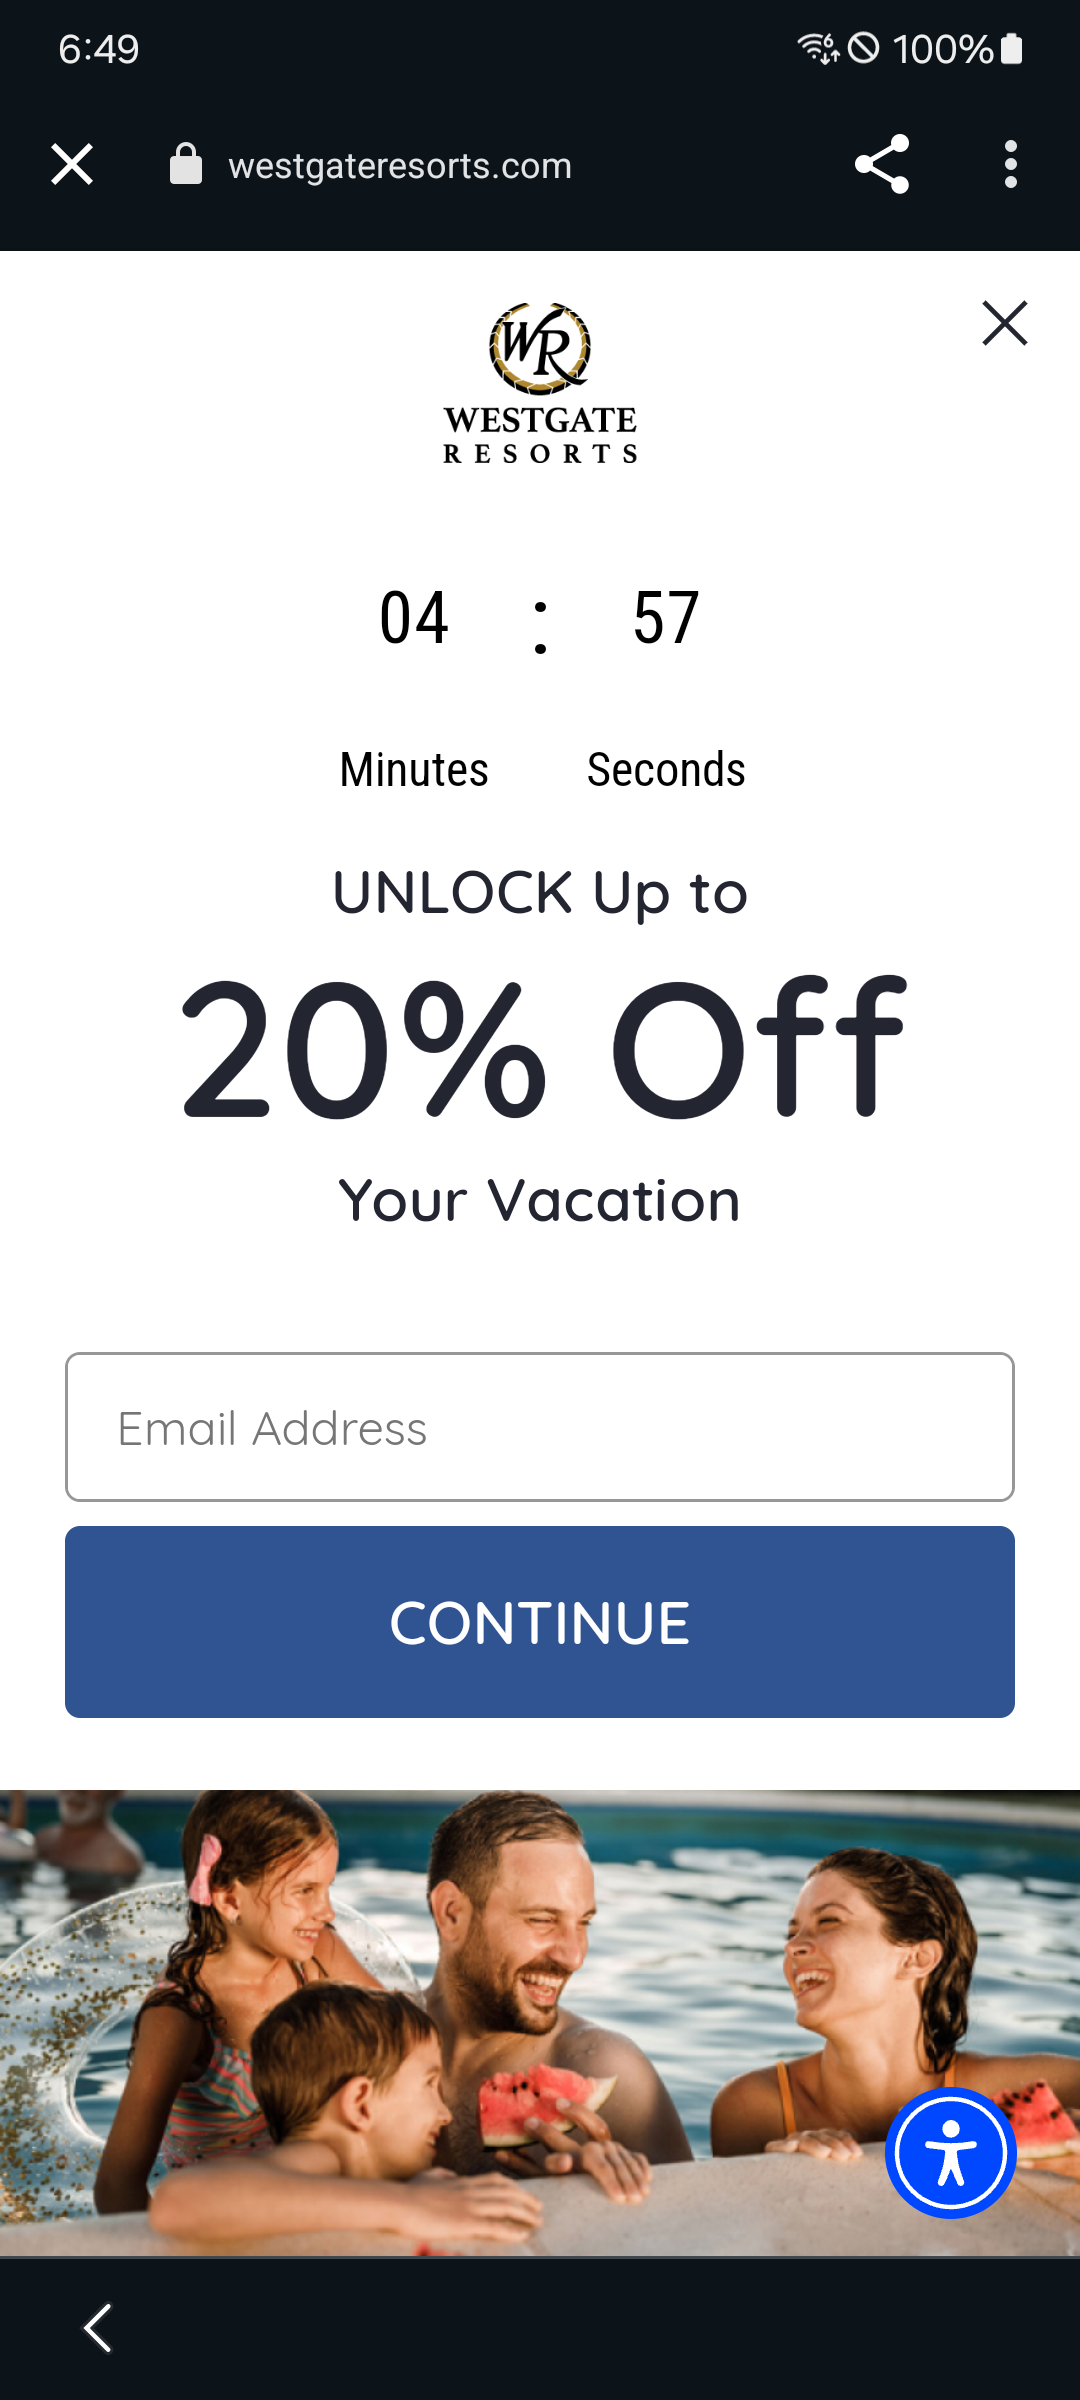 6:49
6 100%
westgateresorts.com
WR
WESTGATE
RESORTS
04 : 57
Minutes Seconds
UNLOCK Up to
20% Off
Your Vacation
Email Address
CONTINUE